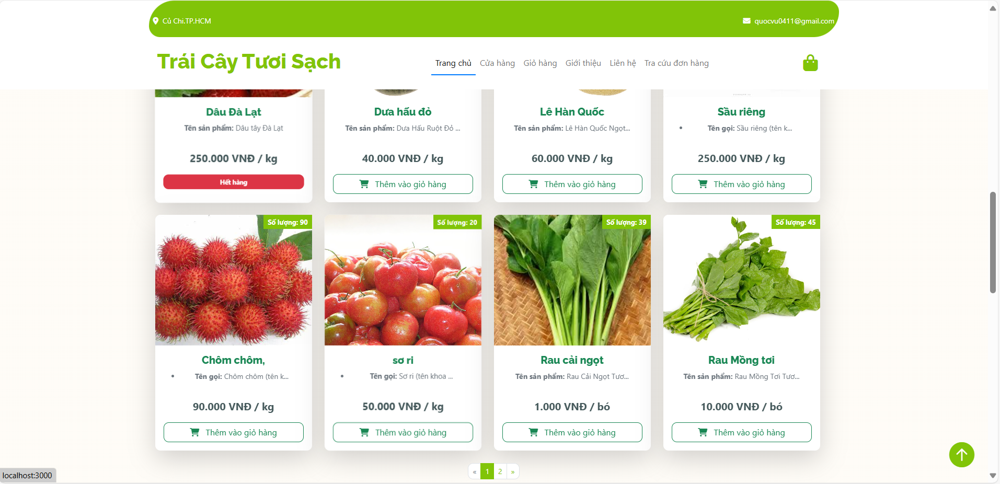 Củ Chi.TP.HCM
quocvu0411@gmail.com
Trái Cây Tươi Sạch
Trang chủ Cửa hàng Giỏ hàng Giới thiệu Liên hệ Tra cứu đơn hàng
Dâu Đà Lạt
Tên sản phẩm: Dâu tây Đà Lạt
250.000 VNĐ / kg
Hết hàng
Dưa hấu đỏ
Tên sản phẩm: Dưa Hấu Ruột Đỏ ...
40.000 VNĐ / kg
Thêm vào giỏ hàng
Lê Hàn Quốc
Tên sản phẩm: Lê Hàn Quốc Ngọt...
60.000 VNĐ / kg
Thêm vào giỏ hàng
Sầu riêng
• Tên gọi: Sầu riêng (tên k...
250.000 VNĐ / kg
Thêm vào giỏ hàng
Số lượng: 90
Chôm chôm,
• Tên gọi: Chôm chôm (tên k...
90.000 VNĐ / kg
Thêm vào giỏ hàng
Số lượng: 20
sơ ri
• Tên gọi: Sơ ri (tên khoa ...
50.000 VNĐ / kg
Thêm vào giỏ hàng
Số lượng: 39
Rau cải ngọt
Tên sản phẩm: Rau Cải Ngọt Tươ...
1.000 VNĐ / bó
Thêm vào giỏ hàng
Số lượng: 45
Rau Mồng tơi
Tên sản phẩm: Rau Mồng Tơi Tươ...
10.000 VNĐ / bó
Thêm vào giỏ hàng
« 1 2 »
localhost:3000